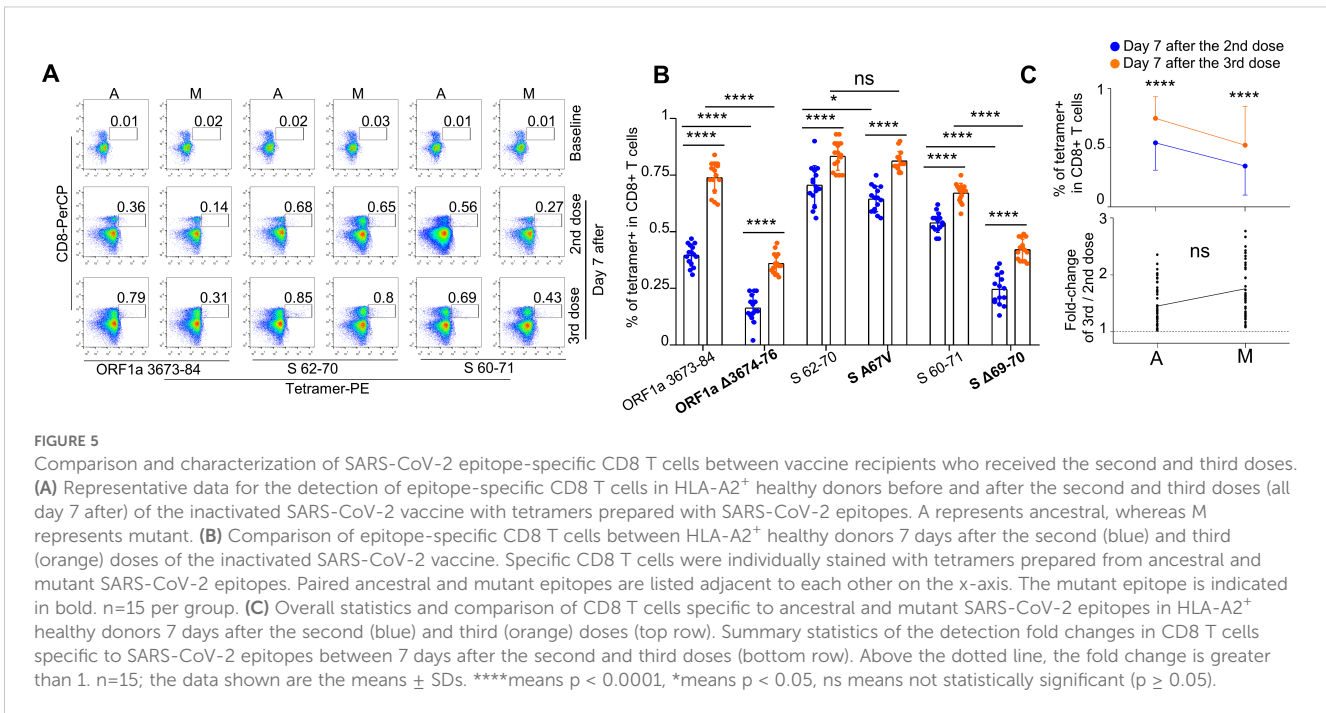 A
A M A M A M
0.01 0.02 0.02 0.03 0.01 0.01
Baseline
0.36 0.14 0.68 0.65 0.56 0.27
2nd dose
0.79 0.31 0.85 0.8 0.69 0.43
3rd dose
Day 7 after
CD8-PerCP
ORF1a 3673-84 S 62-70 S 60-71
Tetramer-PE
B
% of tetramer+ in CD8+ T cells
1
0.75
0.5
0.25
0
ns
**** * ****
**** **** ****
**** **** **** **** **** ****
ORF1a 3673-84
ORF1a Δ3674-76
S 62-70
S A67V
S 60-71
S Δ69-70
Day 7 after the 2nd dose
Day 7 after the 3rd dose
C
**** ****
% of tetramer+
in CD8+ T cells
1
0.5
0
Fold-change
of 3rd / 2nd dose
3
2
1
ns
A M
FIGURE 5
Comparison and characterization of SARS-CoV-2 epitope-specific CD8 T cells between vaccine recipients who received the second and third doses.
(A) Representative data for the detection of epitope-specific CD8 T cells in HLA-A2+ healthy donors before and after the second and third doses (all
day 7 after) of the inactivated SARS-CoV-2 vaccine with tetramers prepared with SARS-CoV-2 epitopes. A represents ancestral, whereas M
represents mutant. (B) Comparison of epitope-specific CD8 T cells between HLA-A2+ healthy donors 7 days after the second (blue) and third
(orange) doses of the inactivated SARS-CoV-2 vaccine. Specific CD8 T cells were individually stained with tetramers prepared from ancestral and
mutant SARS-CoV-2 epitopes. Paired ancestral and mutant epitopes are listed adjacent to each other on the x-axis. The mutant epitope is indicated
in bold. n=15 per group. (C) Overall statistics and comparison of CD8 T cells specific to ancestral and mutant SARS-CoV-2 epitopes in HLA-A2+
healthy donors 7 days after the second (blue) and third (orange) doses (top row). Summary statistics of the detection fold changes in CD8 T cells
specific to SARS-CoV-2 epitopes between 7 days after the second and third doses (bottom row). Above the dotted line, the fold change is greater
than 1. n=15; the data shown are the means ± SDs. ****means p < 0.0001, *means p < 0.05, ns means not statistically significant (p ≥ 0.05).